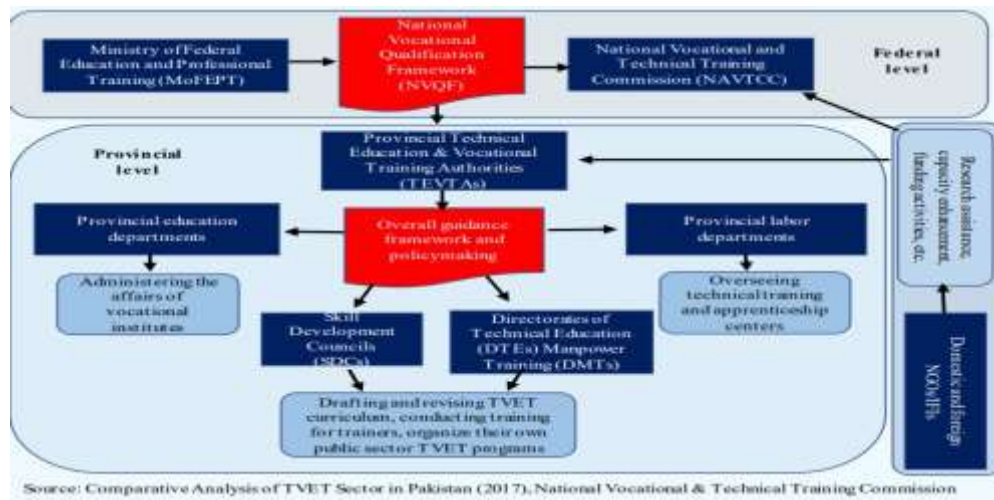 Ministry of Federal
Education and Professional
Training (MoFEPT)
National
Vocational
Qualification
Framework
(NVQF)
National Vocational and
Technical Training
Commission (NAVTCC)
Federal
level
Provincial
level
Provincial Technical
Education & Vocational
Training Authorities
(TEVTAs)
Research assistance,
capacity enhancement,
funding activities, etc.
Provincial education
departments
Overall guidance
framework and
policymaking
Provincial labor
departments
Administering the
affairs of
vocational
institutes
Overseeing
technical training
and apprenticeship
centers
Skill
Development
Councils
(SDCs)
Directorates of
Technical Education
(DTEs) Manpower
Training (DMTs)
Domestic and foreign
NGOs/IFIs
Drafting and revising TVET
curriculum, conducting training
for trainers, organize their own
public sector TVET programs
Source: Comparative Analysis of TVET Sector in Pakistan (2017), National Vocational & Technical Training Commission